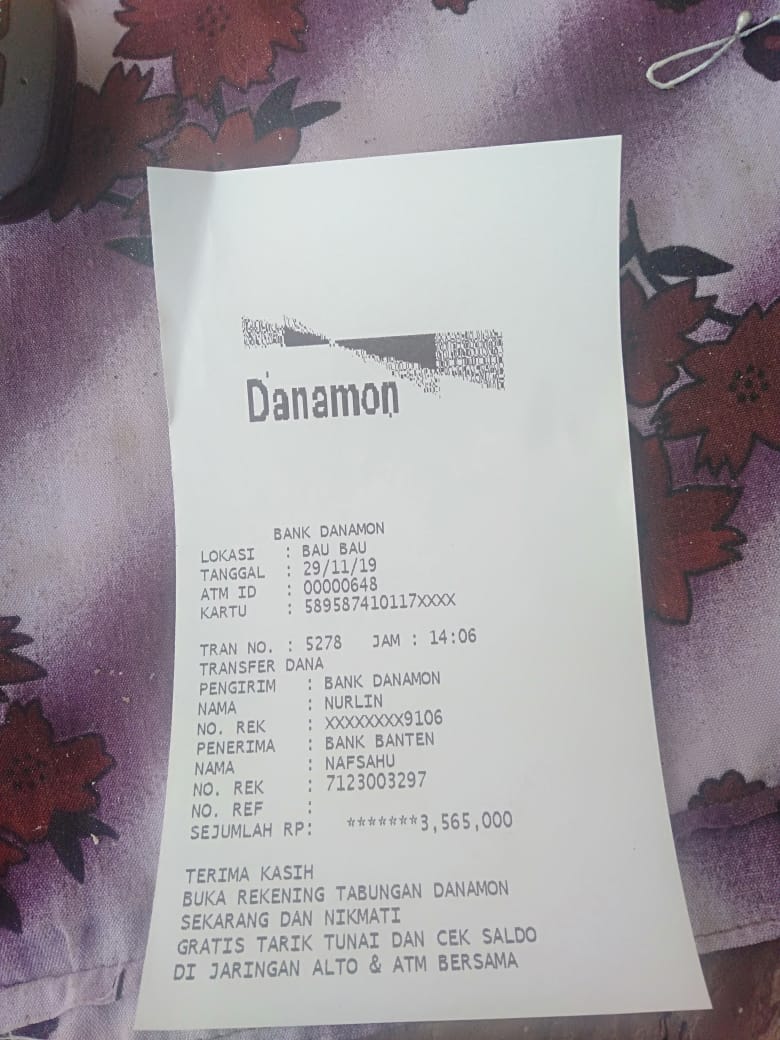 Danamon
BANK DANAMON
LOKASI : BAU BAU
TANGGAL : 29/11/19
ATM ID : 00000648
KARTU : 589587410117XXXX
TRAN NO. : 5278 JAM : 14:06
TRANSFER DANA
PENGIRIM : BANK DANAMON
NAMA : NURLIN
NO. REK : XXXXXXXX9106
PENERIMA : BANK BANTEN
NAMA : NAFSAHU
NO. REK : 7123003297
NO. REF :
SEJUMLAH RP: *******3,565,000
TERIMA KASIH
BUKA REKENING TABUNGAN DANAMON
SEKARANG DAN NIKMATI
GRATIS TARIK TUNAI DAN CEK SALDO
DI JARINGAN ALTO & ATM BERSAMA